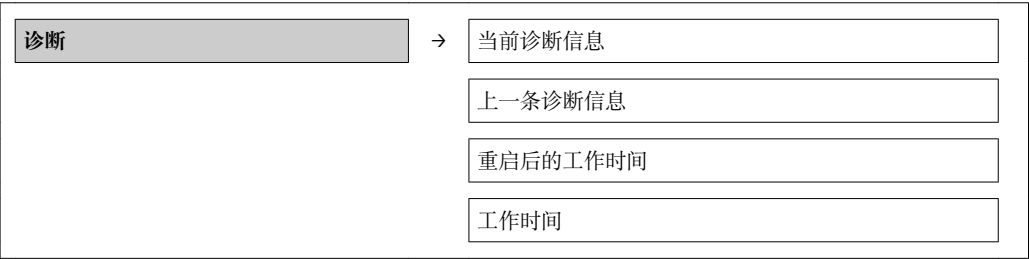 诊断 → 当前诊断信息
上一条诊断信息
重启后的工作时间
工作时间